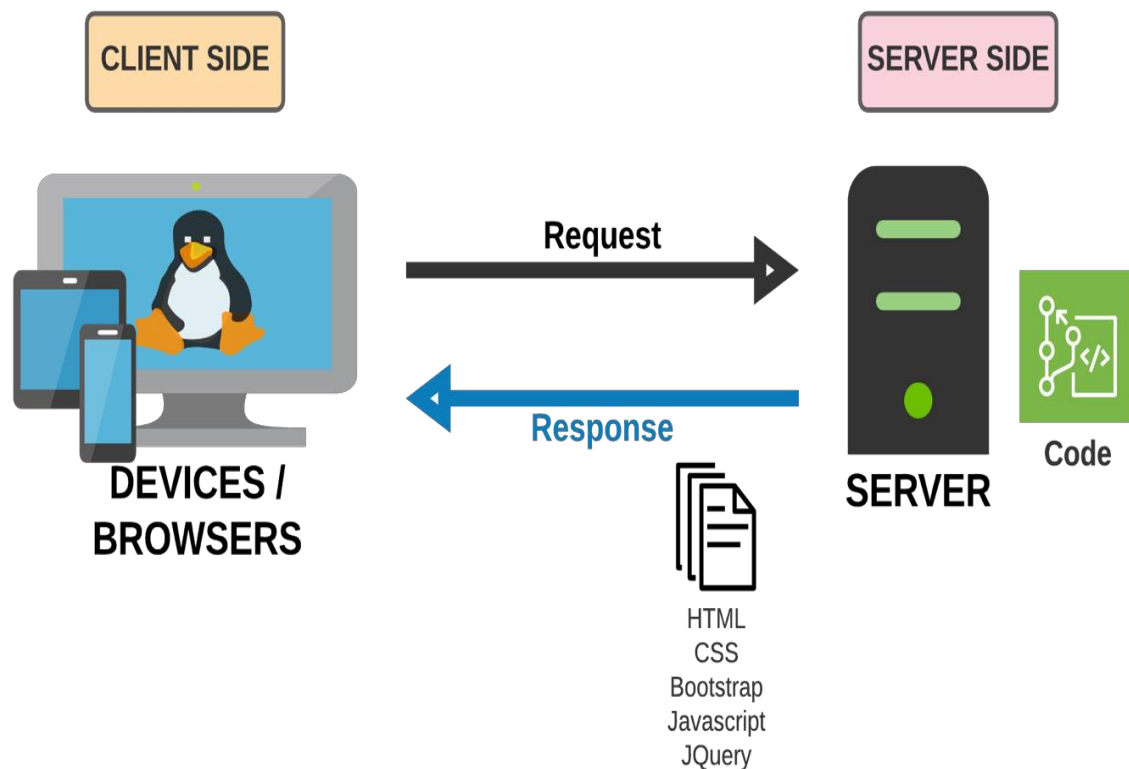 CLIENT SIDE
SERVER SIDE
Request
Response
DEVICES /
BROWSERS
SERVER
</>
Code
HTML
CSS
Bootstrap
Javascript
JQuery